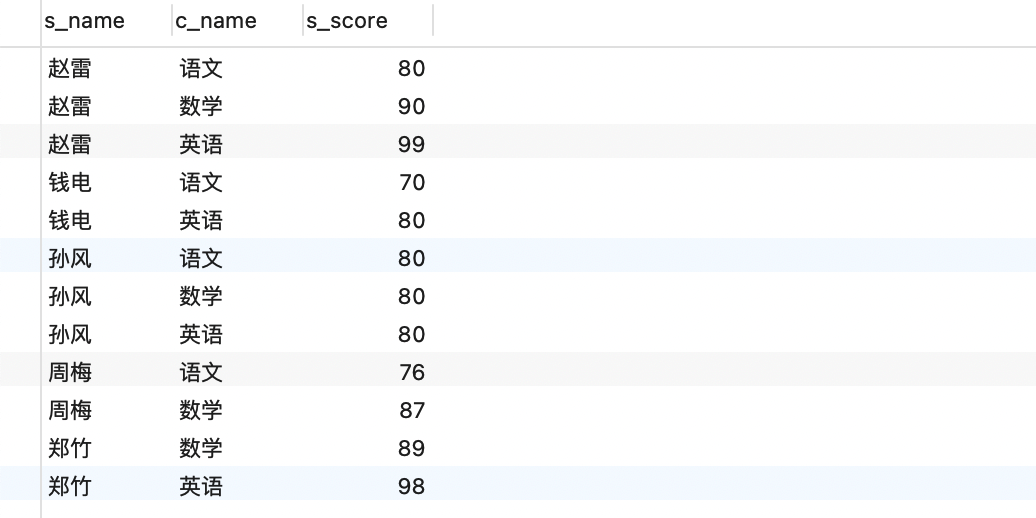 s_name c_name s_score
赵雷 语文 80
赵雷 数学 90
赵雷 英语 99
钱电 语文 70
钱电 英语 80
孙风 语文 80
孙风 数学 80
孙风 英语 80
周梅 语文 76
周梅 数学 87
郑竹 数学 89
郑竹 英语 98